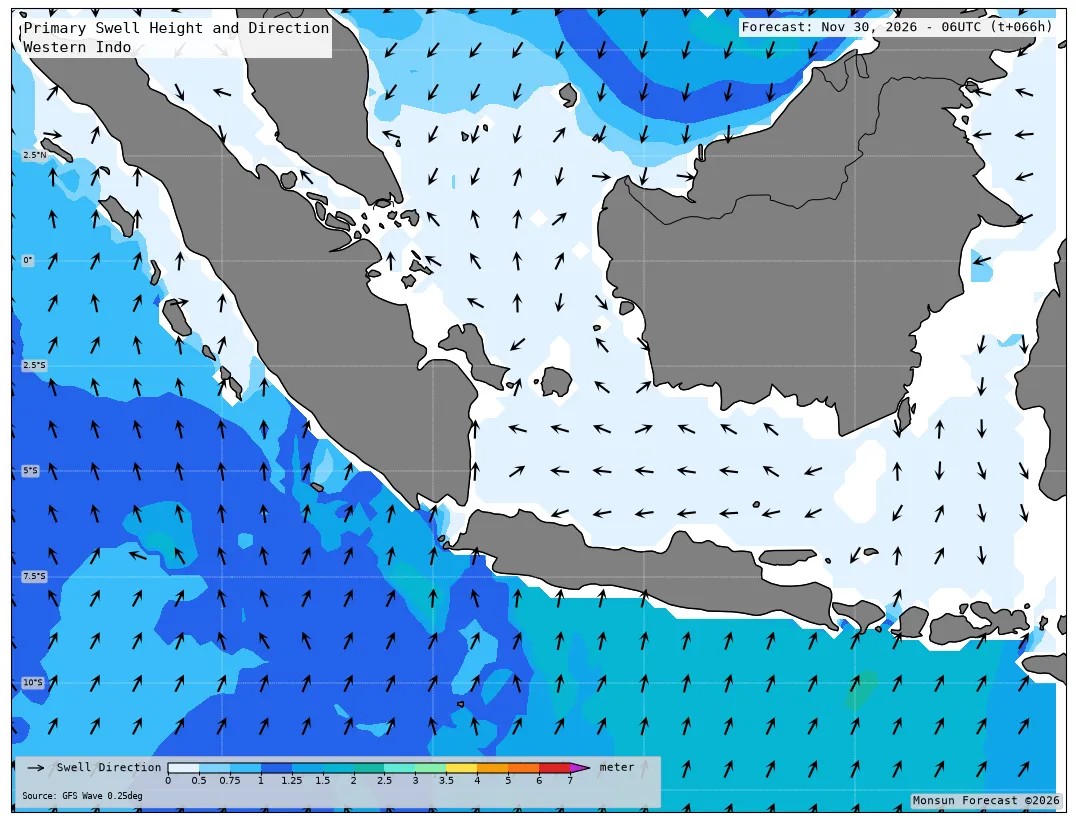 Primary Swell Height and Direction
Western Indo
Forecast: Nov 30, 2026 - 06UTC (t+066h)
2.5°N
0°
2.5°S
5°S
7.5°S
10°S
Swell Direction
0 0.5 0.75 1 1.25 1.5 2 2.5 3 3.5 4 5 6 7
meter
Source: GFS Wave 0.25deg
Monsun Forecast ©2026